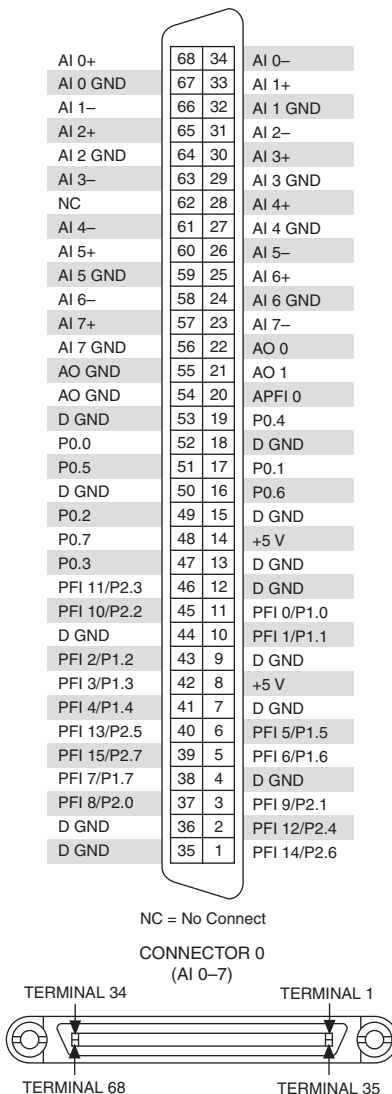 AI 0+ 68 34 AI 0–
AI 0 GND 67 33 AI 1+
AI 1– 66 32 AI 1 GND
AI 2+ 65 31 AI 2–
AI 2 GND 64 30 AI 3+
AI 3– 63 29 AI 3 GND
NC 62 28 AI 4+
AI 4– 61 27 AI 4 GND
AI 5+ 60 26 AI 5–
AI 5 GND 59 25 AI 6+
AI 6– 58 24 AI 6 GND
AI 7+ 57 23 AI 7–
AI 7 GND 56 22 AO 0
AO GND 55 21 AO 1
AO GND 54 20 APFI 0
D GND 53 19 P0.4
P0.0 52 18 D GND
P0.5 51 17 P0.1
D GND 50 16 P0.6
P0.2 49 15 D GND
P0.7 48 14 +5 V
P0.3 47 13 D GND
PFI 11/P2.3 46 12 D GND
PFI 10/P2.2 45 11 PFI 0/P1.0
D GND 44 10 PFI 1/P1.1
PFI 2/P1.2 43 9 D GND
PFI 3/P1.3 42 8 +5 V
PFI 4/P1.4 41 7 D GND
PFI 13/P2.5 40 6 PFI 5/P1.5
PFI 15/P2.7 39 5 PFI 6/P1.6
PFI 7/P1.7 38 4 D GND
PFI 8/P2.0 37 3 PFI 9/P2.1
D GND 36 2 PFI 12/P2.4
D GND 35 1 PFI 14/P2.6
NC = No Connect
CONNECTOR 0
(AI 0–7)
TERMINAL 34 TERMINAL 1
TERMINAL 68 TERMINAL 35